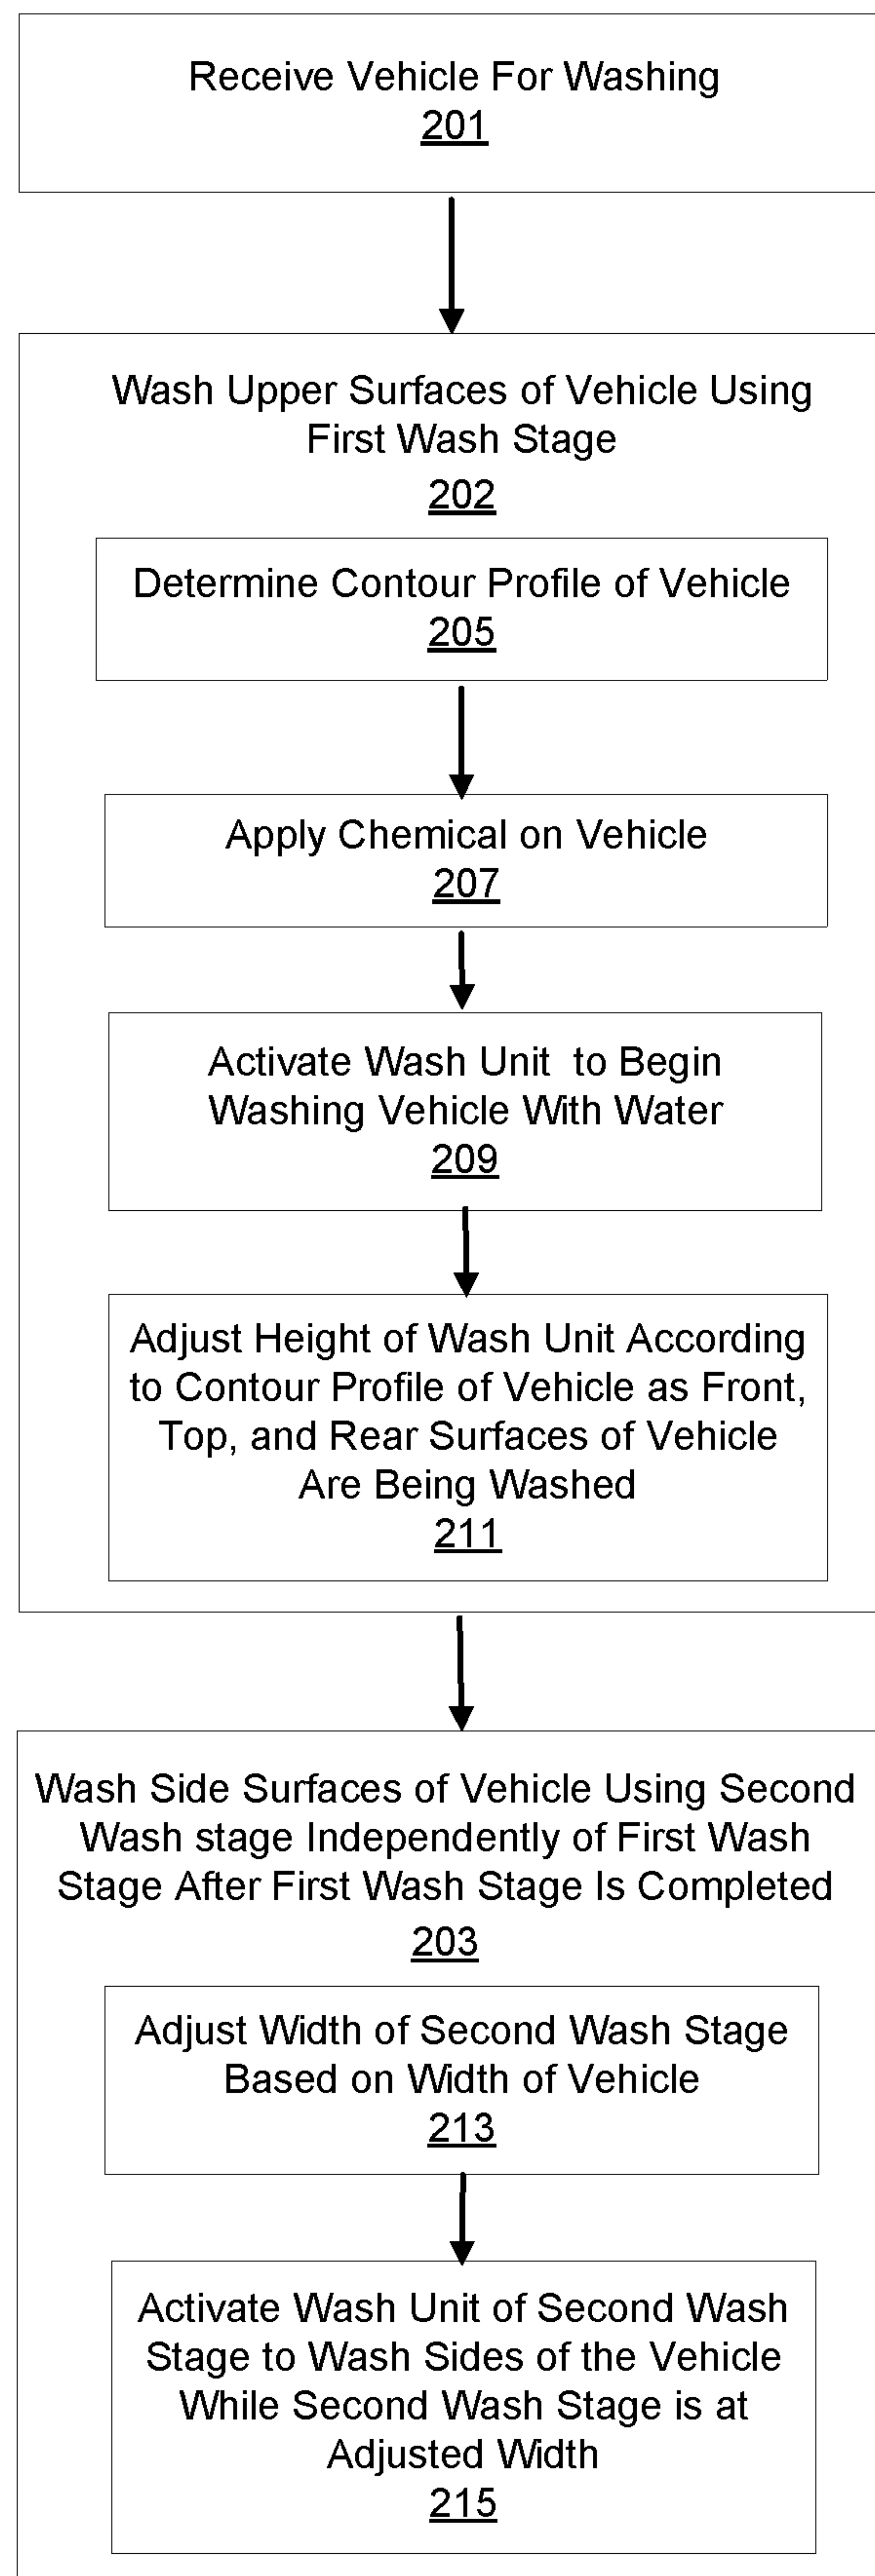 Receive Vehicle For Washing
201
Wash Upper Surfaces of Vehicle Using
First Wash Stage
202
Determine Contour Profile of Vehicle
205
Apply Chemical on Vehicle
207
Activate Wash Unit to Begin
Washing Vehicle With Water
209
Adjust Height of Wash Unit According
to Contour Profile of Vehicle as Front,
Top, and Rear Surfaces of Vehicle
Are Being Washed
211
Wash Side Surfaces of Vehicle Using Second
Wash stage Independently of First Wash
Stage After First Wash Stage Is Completed
203
Adjust Width of Second Wash Stage
Based on Width of Vehicle
213
Activate Wash Unit of Second Wash
Stage to Wash Sides of the Vehicle
While Second Wash Stage is at
Adjusted Width
215